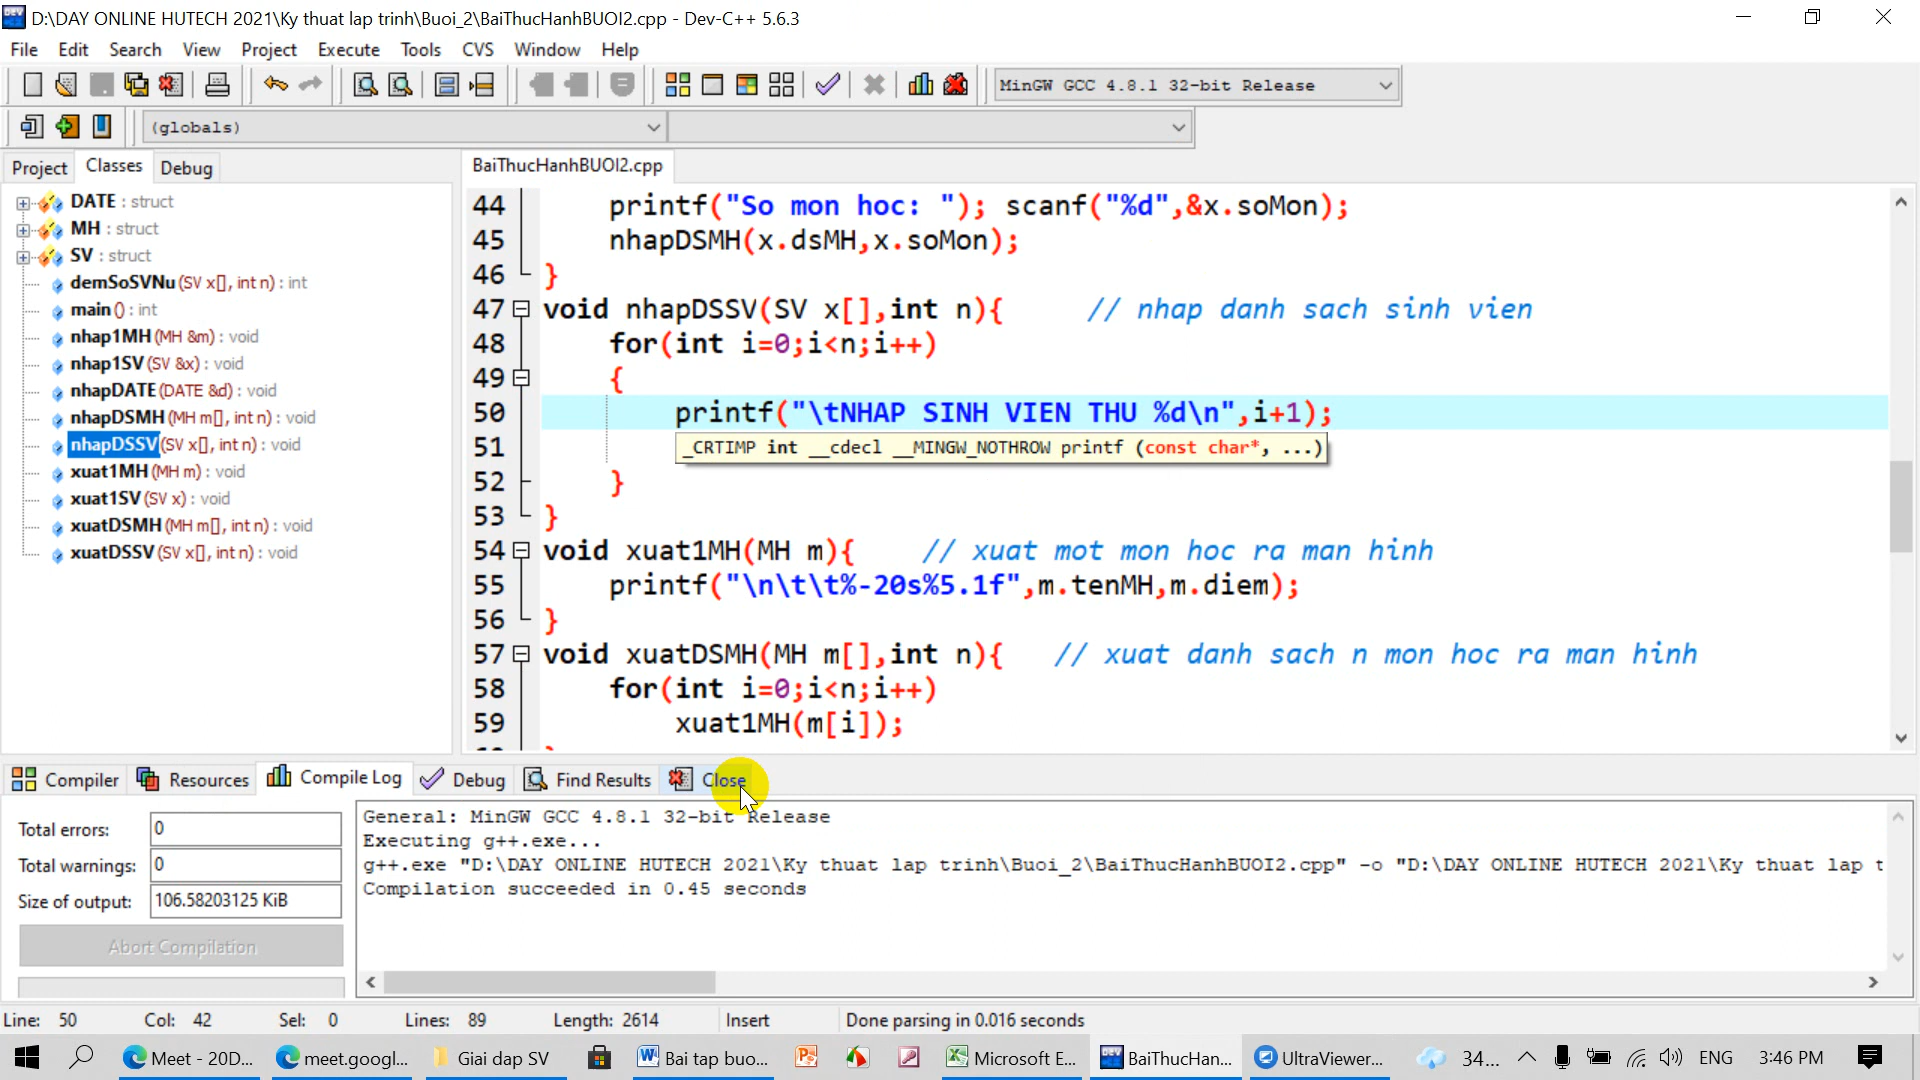 D:\DAY ONLINE HUTECH 2021\Ky thuat lap trinh\Buoi_2\BaiThucHanhBUOI2.cpp - Dev-C++ 5.6.3
File Edit Search View Project Execute Tools CVS Window Help
MinGW GCC 4.8.1 32-bit Release
(globals)
Project Classes Debug
BaiThucHanhBUOI2.cpp
DATE : struct
MH : struct
SV : struct
demSoSVNu (SV x[], int n) : int
main () : int
nhap1MH (MH &m) : void
nhap1SV (SV &x) : void
nhapDATE (DATE &d) : void
nhapDSMH (MH m[], int n) : void
nhapDSSV (SV x[], int n) : void
xuat1MH (MH m) : void
xuat1SV (SV x) : void
xuatDSMH (MH m[], int n) : void
xuatDSSV (SV x[], int n) : void
44 printf("So mon hoc: "); scanf("%d",&x.soMon);
45 nhapDSMH(x.dsMH,x.soMon);
46 }
47 void nhapDSSV(SV x[],int n){ // nhap danh sach sinh vien
48 for(int i=0;i<n;i++)
49 {
50 printf("\tNHAP SINH VIEN THU %d\n",i+1);
51 _CRTIMP int __cdecl __MINGW_NOTHROW printf (const char*, ...)
52 }
53 }
54 void xuat1MH(MH m){ // xuat mot mon hoc ra man hinh
55 printf("\n\t\t%-20s%5.1f",m.tenMH,m.diem);
56 }
57 void xuatDSMH(MH m[],int n){ // xuat danh sach n mon hoc ra man hinh
58 for(int i=0;i<n;i++)
59 xuat1MH(m[i]);
Compiler Resources Compile Log Debug Find Results Close
Total errors: 0
Total warnings: 0
Size of output: 106.58203125 KiB
Abort Compilation
General: MinGW GCC 4.8.1 32-bit Release
Executing g++.exe...
g++.exe "D:\DAY ONLINE HUTECH 2021\Ky thuat lap trinh\Buoi_2\BaiThucHanhBUOI2.cpp" -o "D:\DAY ONLINE HUTECH 2021\Ky thuat lap t
Compilation succeeded in 0.45 seconds
Line: 50 Col: 42 Sel: 0 Lines: 89 Length: 2614 Insert Done parsing in 0.016 seconds
Meet - 20D... meet.googl... Giai dap SV Bai tap buo... Microsoft E... BaiThucHan... UltraViewer... 34... ENG 3:46 PM